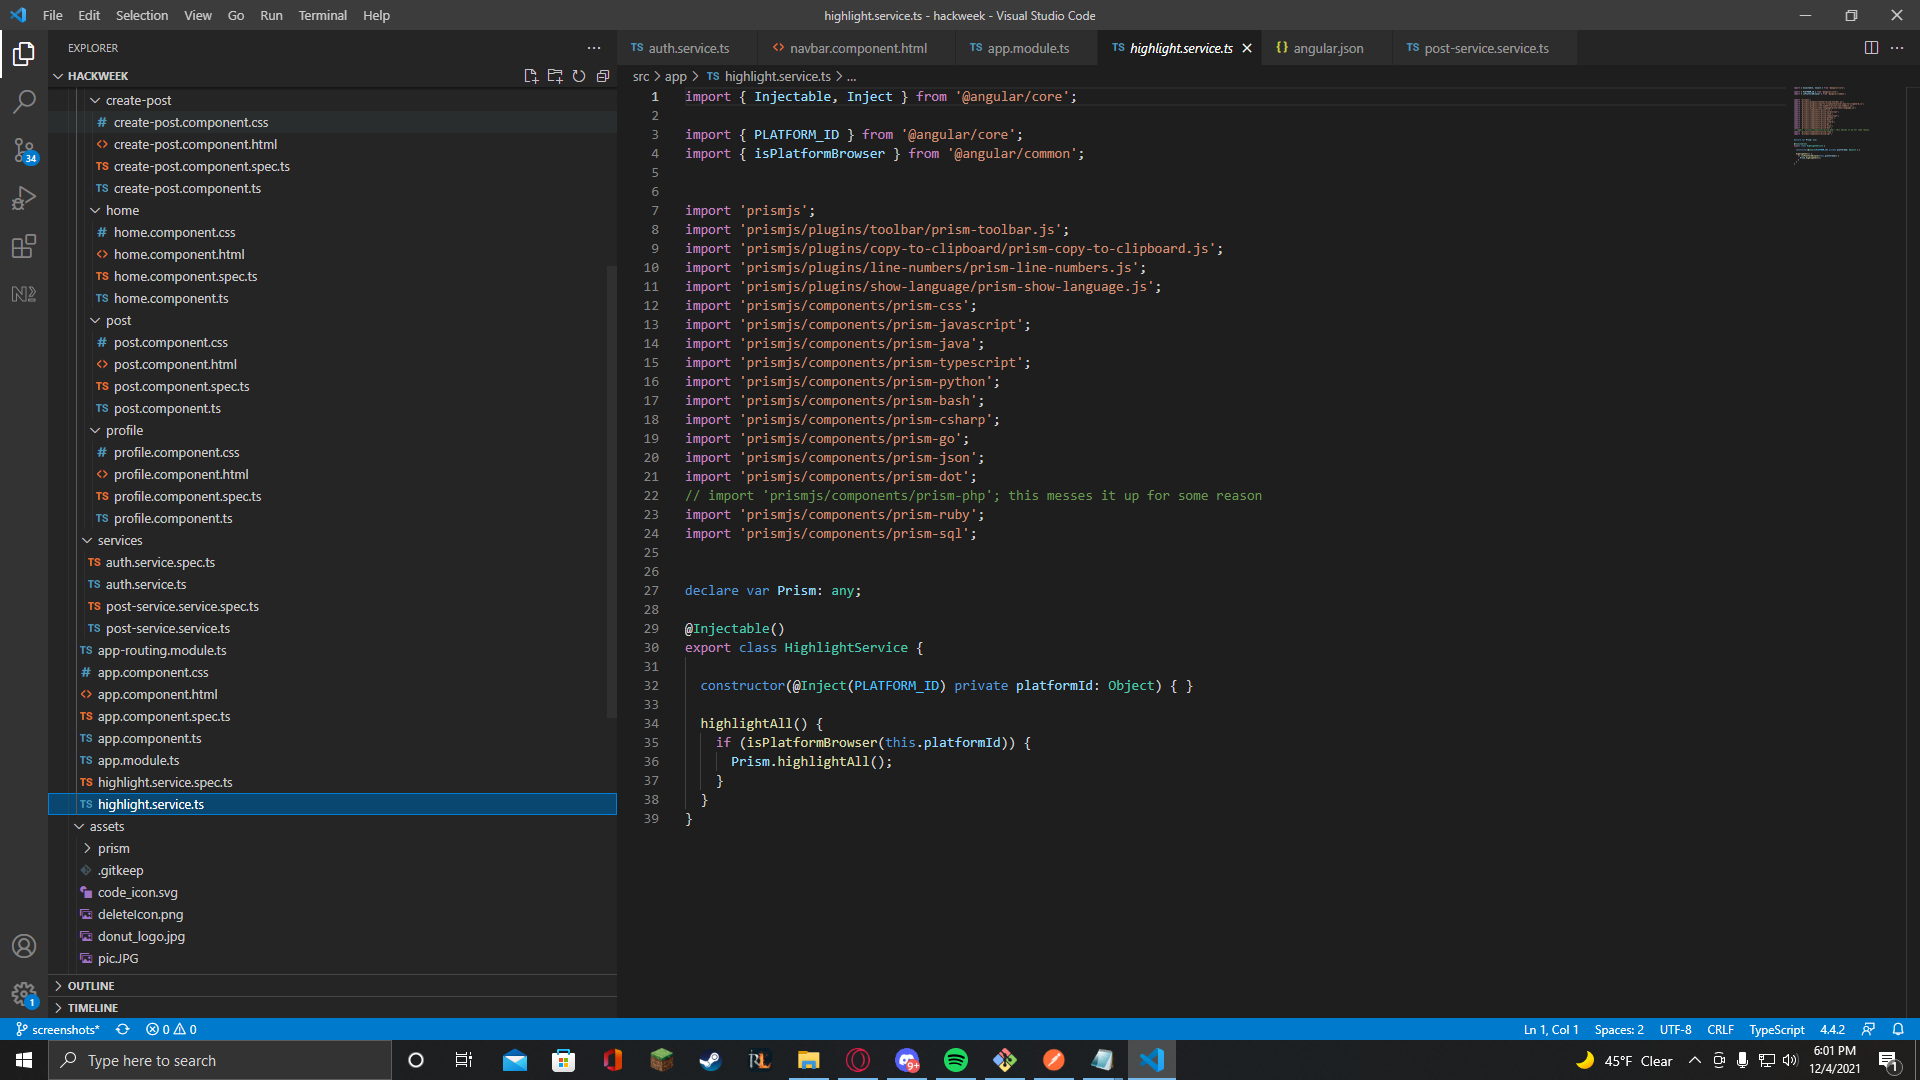 File Edit Selection View Go Run Terminal Help
highlight.service.ts - hackweek - Visual Studio Code
EXPLORER
HACKWEEK
create-post
create-post.component.css
create-post.component.html
create-post.component.spec.ts
create-post.component.ts
home
home.component.css
home.component.html
home.component.spec.ts
home.component.ts
post
post.component.css
post.component.html
post.component.spec.ts
post.component.ts
profile
profile.component.css
profile.component.html
profile.component.spec.ts
profile.component.ts
services
auth.service.spec.ts
auth.service.ts
post-service.service.spec.ts
post-service.service.ts
app-routing.module.ts
app.component.css
app.component.html
app.component.spec.ts
app.component.ts
app.module.ts
highlight.service.spec.ts
highlight.service.ts
assets
prism
.gitkeep
code_icon.svg
deleteIcon.png
donut_logo.jpg
pic.JPG
OUTLINE
TIMELINE
34
1
TS auth.service.ts <> navbar.component.html TS app.module.ts TS highlight.service.ts {} angular.json TS post-service.service.ts
src > app > TS highlight.service.ts > ...
1 import { Injectable, Inject } from '@angular/core';
2
3 import { PLATFORM_ID } from '@angular/core';
4 import { isPlatformBrowser } from '@angular/common';
5
6
7 import 'prismjs';
8 import 'prismjs/plugins/toolbar/prism-toolbar.js';
9 import 'prismjs/plugins/copy-to-clipboard/prism-copy-to-clipboard.js';
10 import 'prismjs/plugins/line-numbers/prism-line-numbers.js';
11 import 'prismjs/plugins/show-language/prism-show-language.js';
12 import 'prismjs/components/prism-css';
13 import 'prismjs/components/prism-javascript';
14 import 'prismjs/components/prism-java';
15 import 'prismjs/components/prism-typescript';
16 import 'prismjs/components/prism-python';
17 import 'prismjs/components/prism-bash';
18 import 'prismjs/components/prism-csharp';
19 import 'prismjs/components/prism-go';
20 import 'prismjs/components/prism-json';
21 import 'prismjs/components/prism-dot';
22 // import 'prismjs/components/prism-php'; this messes it up for some reason
23 import 'prismjs/components/prism-ruby';
24 import 'prismjs/components/prism-sql';
25
26
27 declare var Prism: any;
28
29 @Injectable()
30 export class HighlightService {
31
32 constructor(@Inject(PLATFORM_ID) private platformId: Object) { }
33
34 highlightAll() {
35 if (isPlatformBrowser(this.platformId)) {
36 Prism.highlightAll();
37 }
38 }
39 }
screenshots* 0 0 Ln 1, Col 1 Spaces: 2 UTF-8 CRLF TypeScript 4.4.2
Type here to search
9+
45°F Clear
6:01 PM
12/4/2021
1